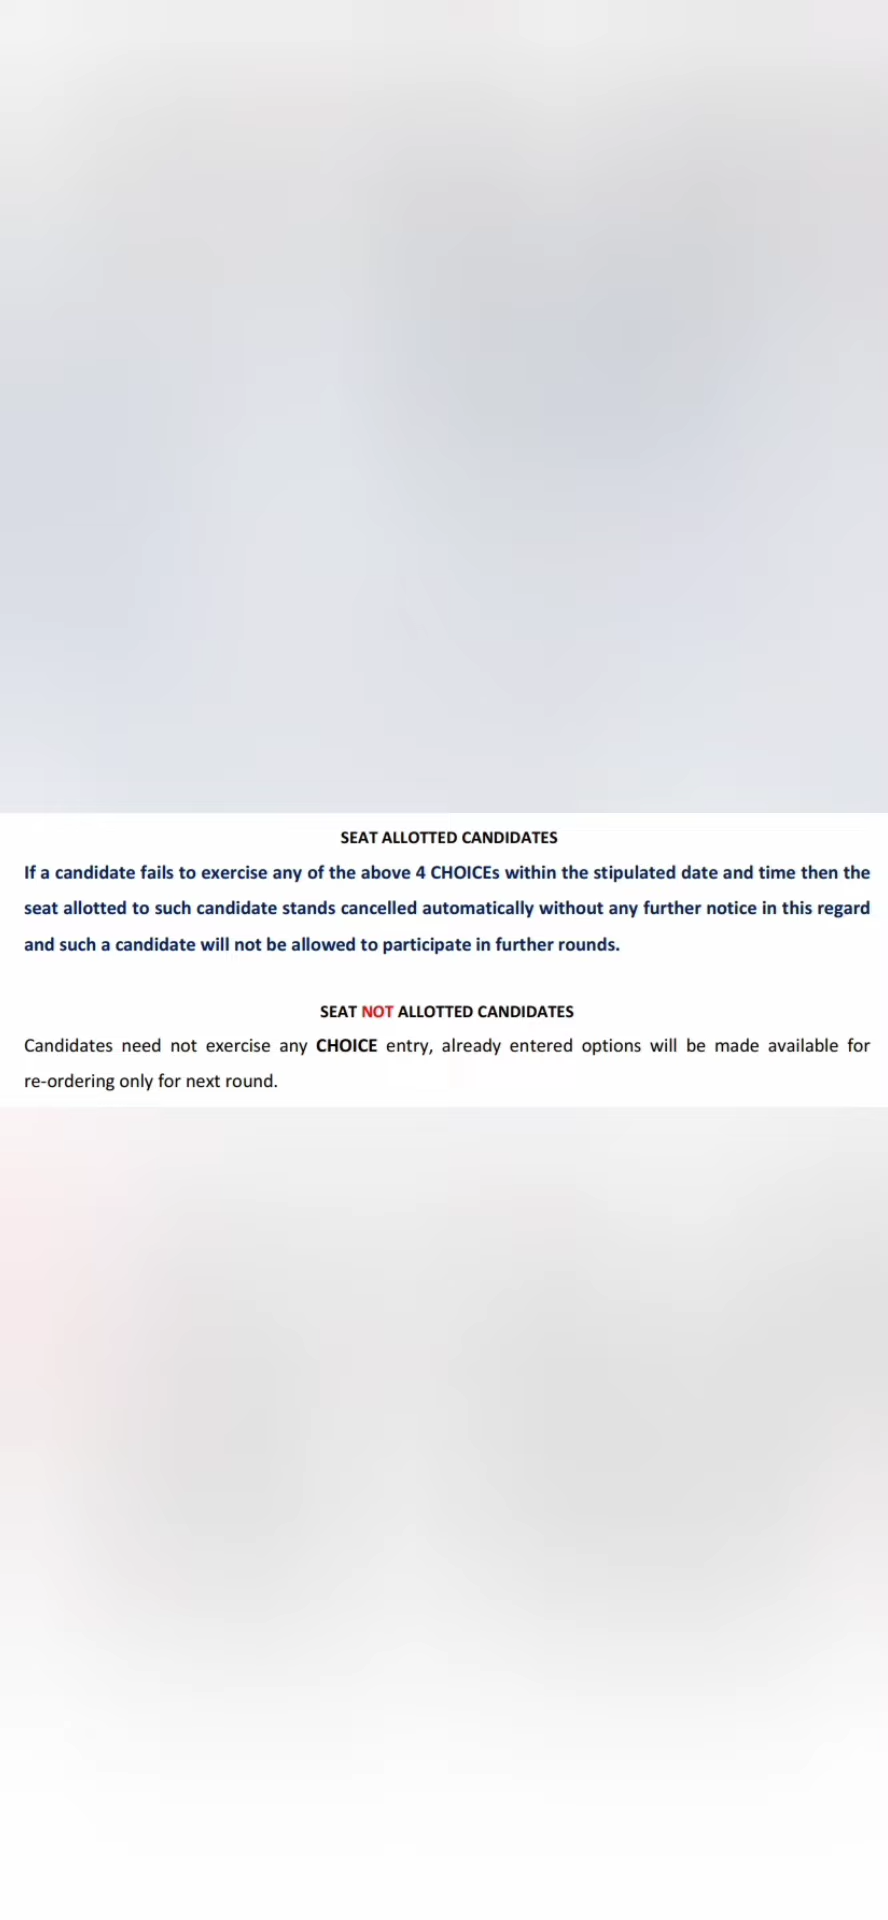 SEAT ALLOTTED CANDIDATES
If a candidate fails to exercise any of the above 4 CHOICEs within the stipulated date and time then the
seat allotted to such candidate stands cancelled automatically without any further notice in this regard
and such a candidate will not be allowed to participate in further rounds.
SEAT NOT ALLOTTED CANDIDATES
Candidates need not exercise any CHOICE entry, already entered options will be made available for
re-ordering only for next round.